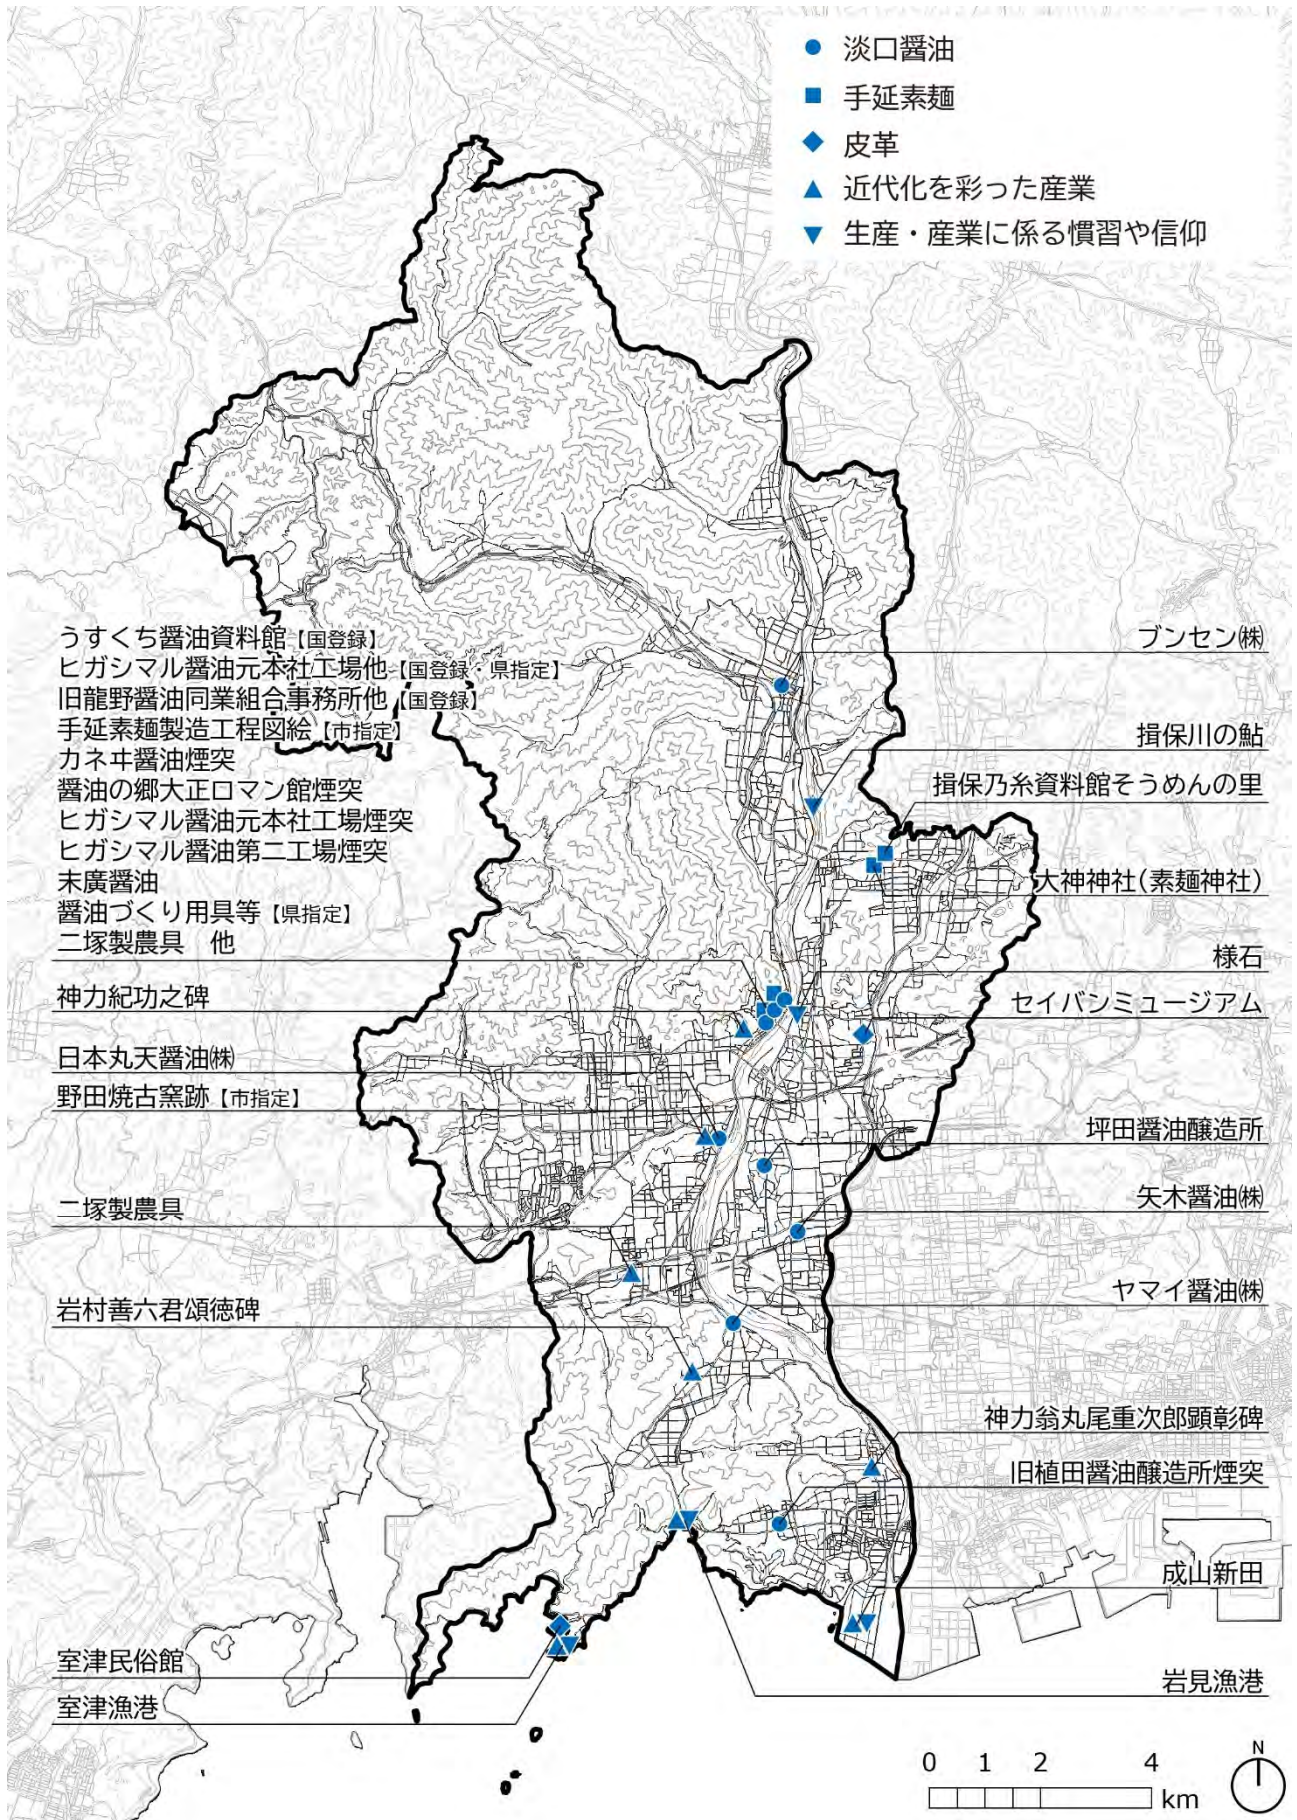 淡口醤油
手延素麺
皮革
近代化を彩った産業
生産・産業に係る慣習や信仰
うすくち醤油資料館【国登録】
ヒガシマル醤油元本社工場他【国登録・県指定】
旧龍野醤油同業組合事務所他【国登録】
手延素麺製造工程図絵【市指定】
カネヰ醤油煙突
醤油の郷大正ロマン館煙突
ヒガシマル醤油元本社工場煙突
ヒガシマル醤油第二工場煙突
末廣醤油
醤油づくり用具等【県指定】
二塚製農具　他
神力紀功之碑
日本丸天醤油㈱
野田焼古窯跡【市指定】
二塚製農具
岩村善六君頌徳碑
室津民俗館
室津漁港
ブンセン㈱
揖保川の鮎
揖保乃糸資料館そうめんの里
大神神社（素麺神社）
様石
セイバンミュージアム
坪田醤油醸造所
矢木醤油㈱
ヤマイ醤油㈱
神力翁丸尾重次郎顕彰碑
旧植田醤油醸造所煙突
成山新田
岩見漁港
0 1 2 4
km
N